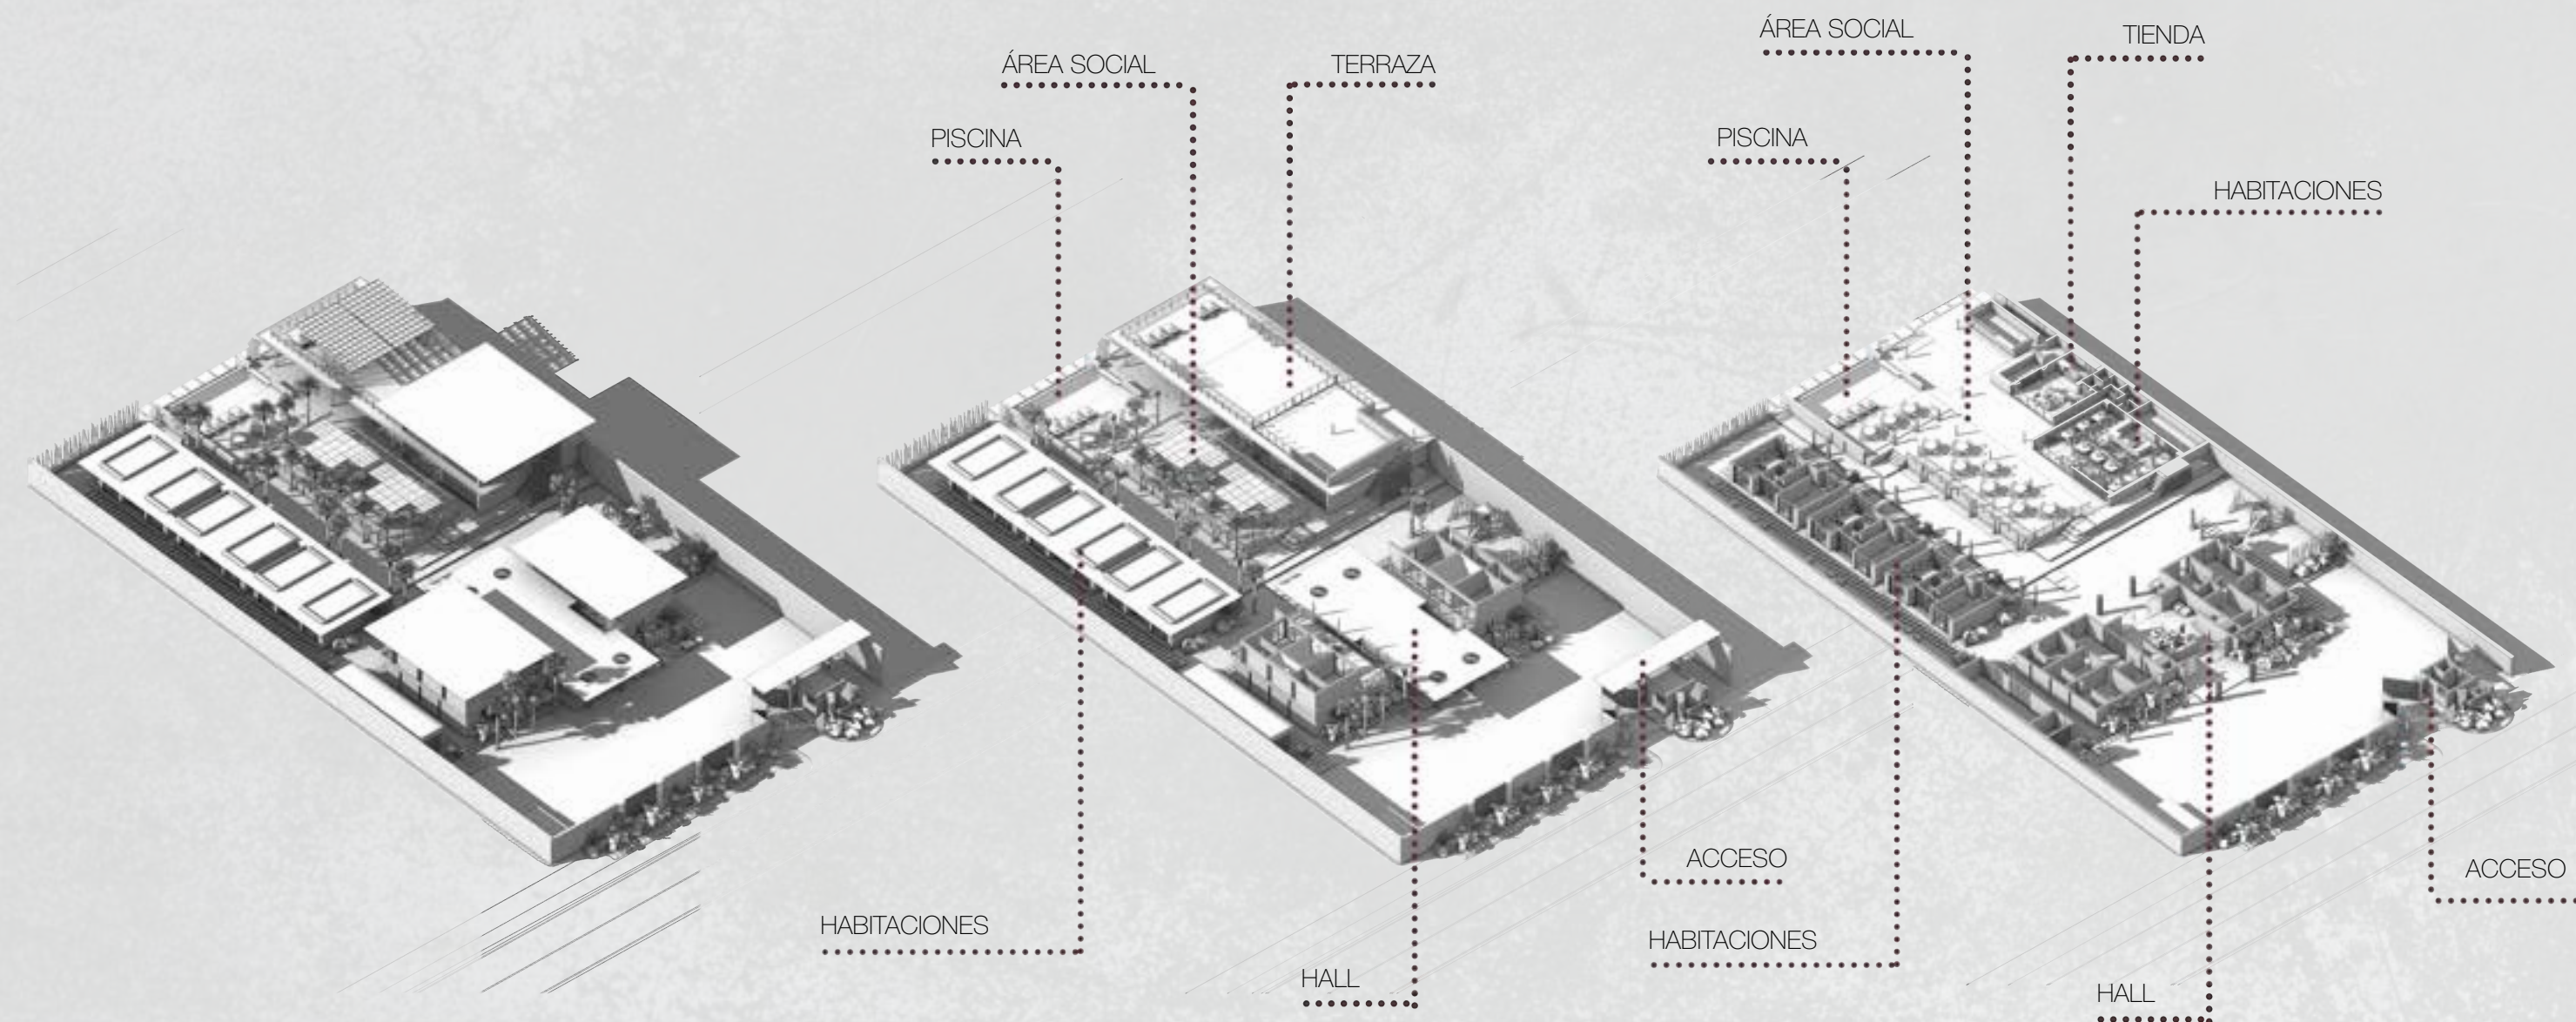 ÁREA SOCIAL
TERRAZA
PISCINA
HABITACIONES
HALL
ACCESO
ÁREA SOCIAL
TIENDA
PISCINA
HABITACIONES
HABITACIONES
HALL
ACCESO